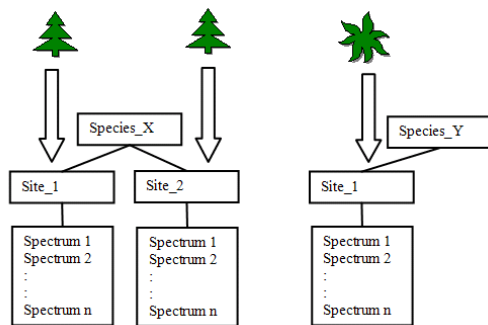 Species_X
Species_Y
Site_1
Site_2
Site_1
Spectrum 1
Spectrum 2
:
:
Spectrum n
Spectrum 1
Spectrum 2
:
:
Spectrum n
Spectrum 1
Spectrum 2
:
:
Spectrum n